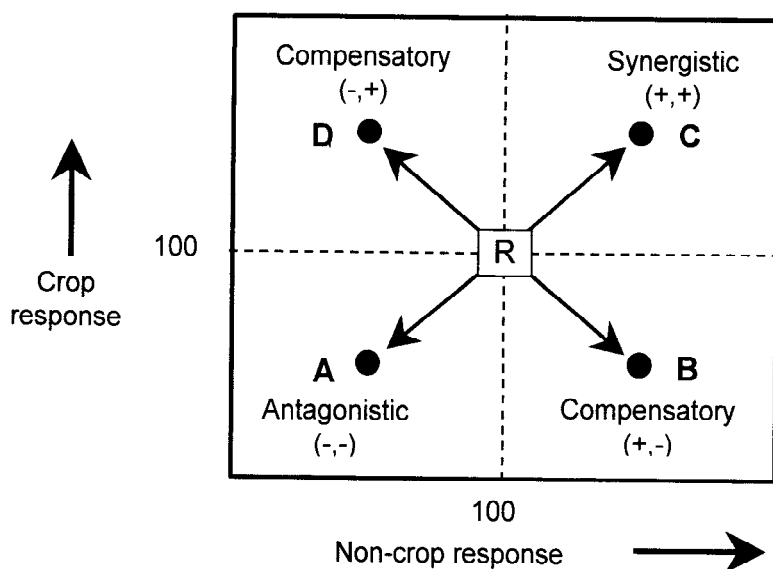 Compensatory
(-,+)
D
Synergistic
(+,+)
C
100
R
Crop
response
A
Antagonistic
(-,-)
B
Compensatory
(+,-)
100
Non-crop response